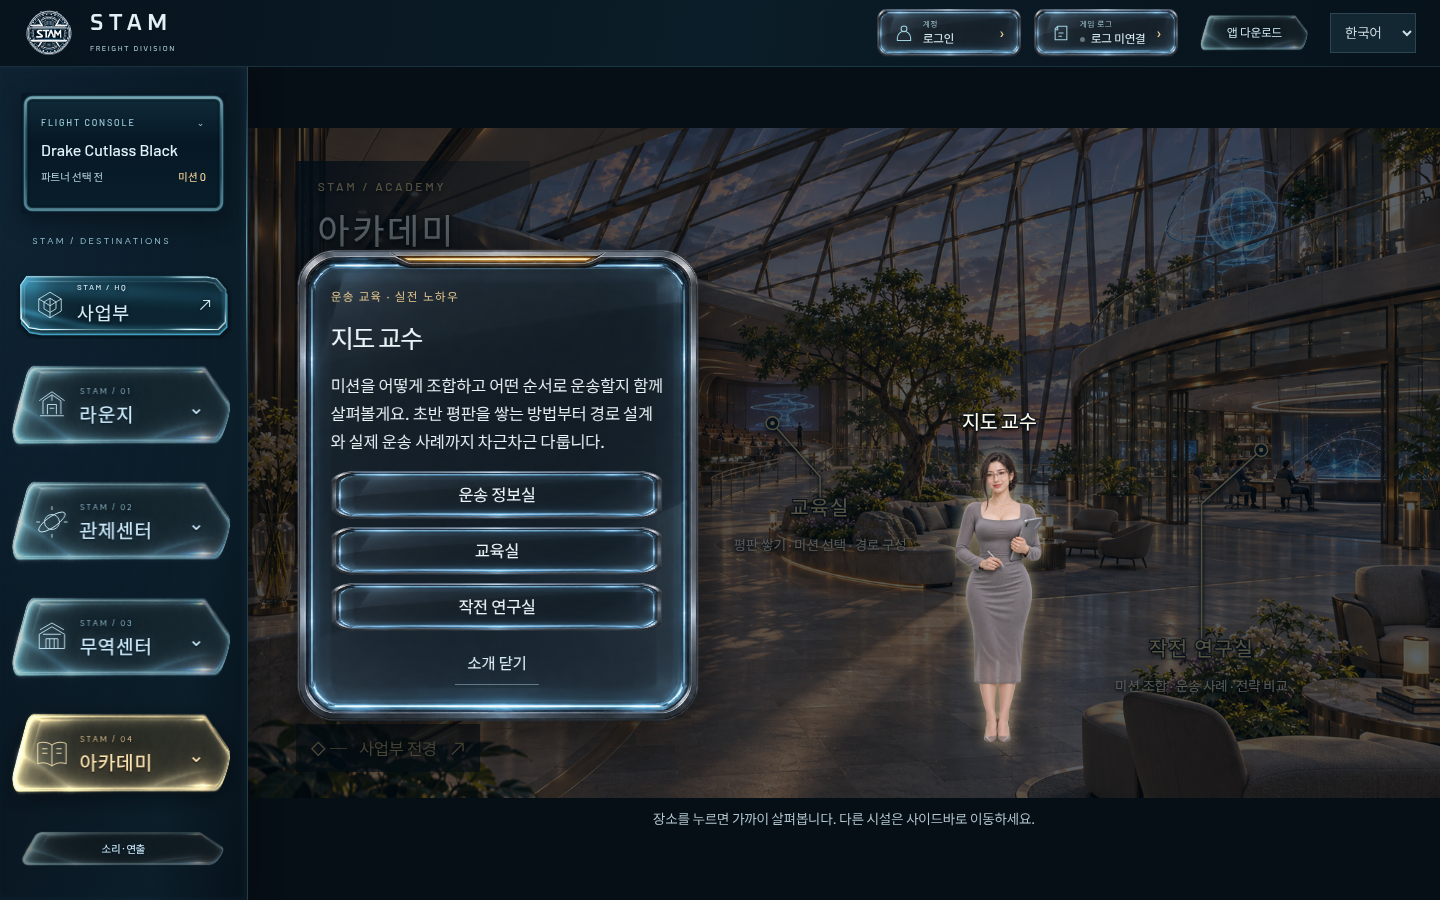 STAM
STAM
FREIGHT DIVISION
계정
로그인
게임 로그
로그 미연결
앱 다운로드
한국어
FLIGHT CONSOLE
Drake Cutlass Black
파트너 선택 전
미션 0
STAM / DESTINATIONS
STAM / HQ
사업부
STAM / 01
라운지
STAM / 02
관제센터
STAM / 03
무역센터
STAM / 04
아카데미
소리·연출
STAM / ACADEMY
아카데미
운송 교육 · 실전 노하우
지도 교수
미션을 어떻게 조합하고 어떤 순서로 운송할지 함께
살펴볼게요. 초반 평판을 쌓는 방법부터 경로 설계
와 실제 운송 사례까지 차근차근 다룹니다.
운송 정보실
교육실
작전 연구실
소개 닫기
사업부 전경
지도 교수
교육실
평판 쌓기·미션 선택·경로 구성
작전 연구실
미션 조합·운송 사례·전략 비교
장소를 누르면 가까이 살펴봅니다. 다른 시설은 사이드바로 이동하세요.